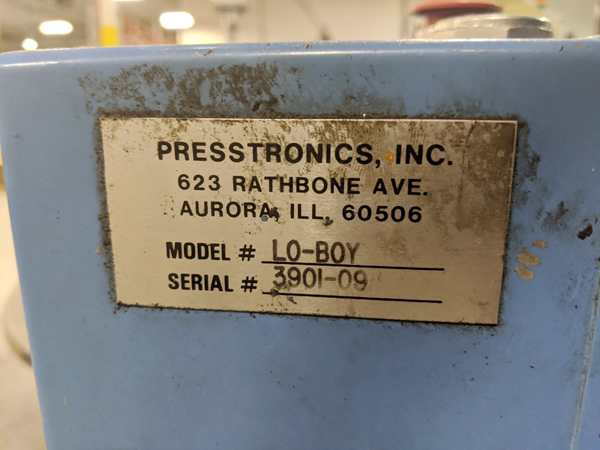 PRESSTRONICS, INC.
623 RATHBONE AVE.
AURORA, ILL, 60506
MODEL # LO-BOY
SERIAL # 3901-09